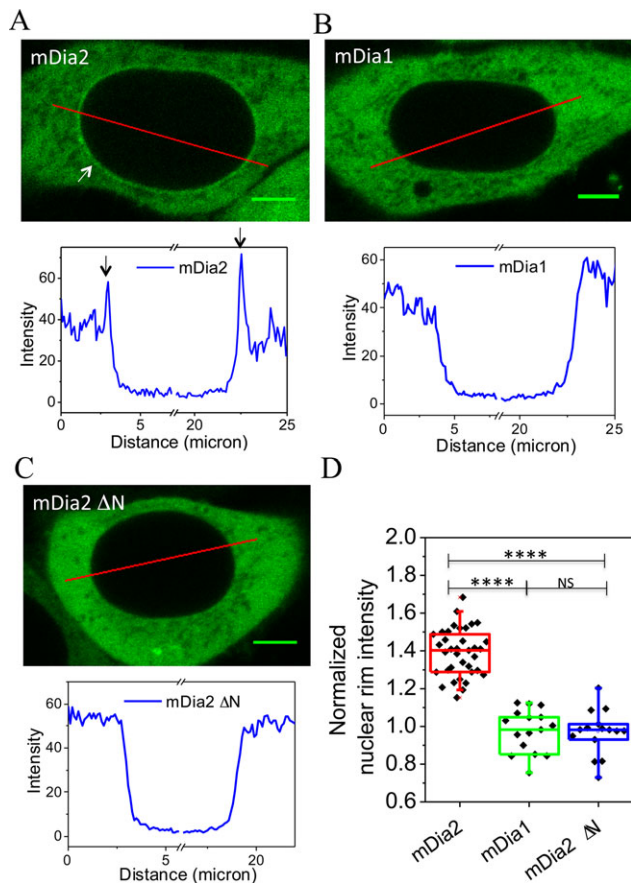 A
mDia2
B
mDia1
mDia2
60
40
20
0
Intensity
0
5
20
25
Distance (micron)
mDia1
60
40
20
0
Intensity
0
5
20
25
Distance (micron)
C
mDia2 ΔN
mDia2 ΔN
60
40
20
0
Intensity
0
5
20
Distance (micron)
D
2.0
1.8
1.6
1.4
1.2
1.0
0.8
0.6
Normalized
nuclear rim intensity
****
****
NS
mDia2
mDia1
mDia2 ΔN